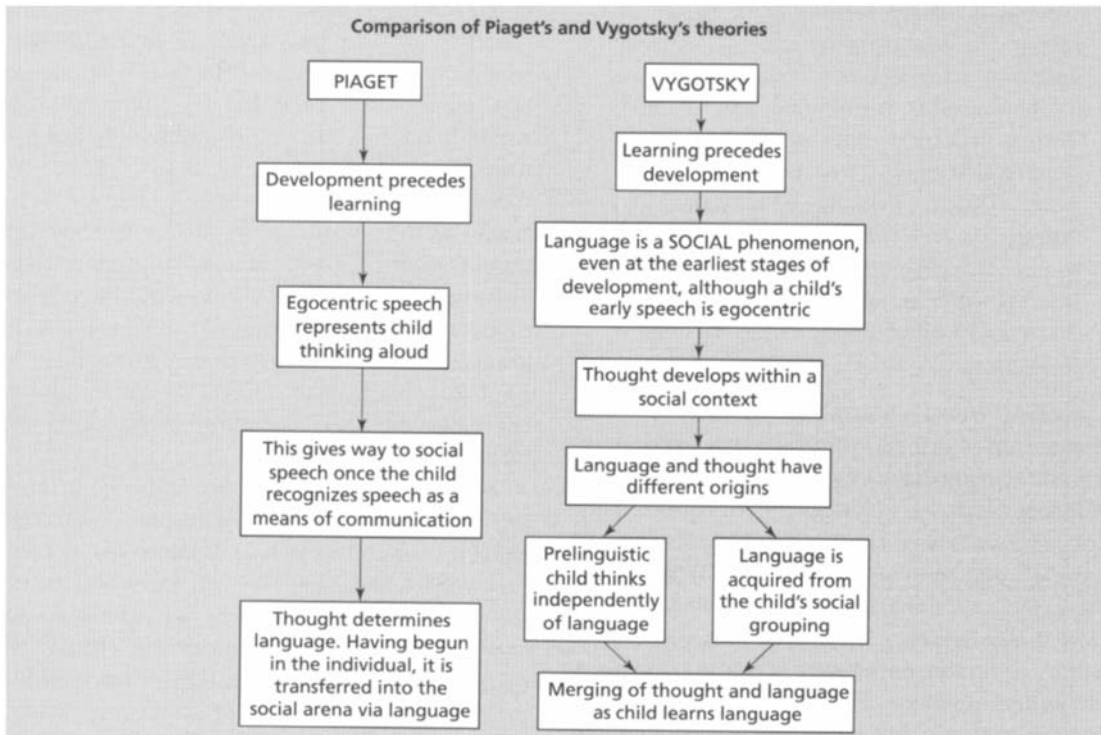 Comparison of Piaget's and Vygotsky's theories
PIAGET
Development precedes
learning
Egocentric speech
represents child
thinking aloud
This gives way to social
speech once the child
recognizes speech as a
means of communication
Thought determines
language. Having begun
in the individual, it is
transferred into the
social arena via language
VYGOTSKY
Learning precedes
development
Language is a SOCIAL phenomenon,
even at the earliest stages of
development, although a child's
early speech is egocentric
Thought develops within a
social context
Language and thought have
different origins
Prelinguistic
child thinks
independently
of language
Language is
acquired from
the child's social
grouping
Merging of thought and language
as child learns language